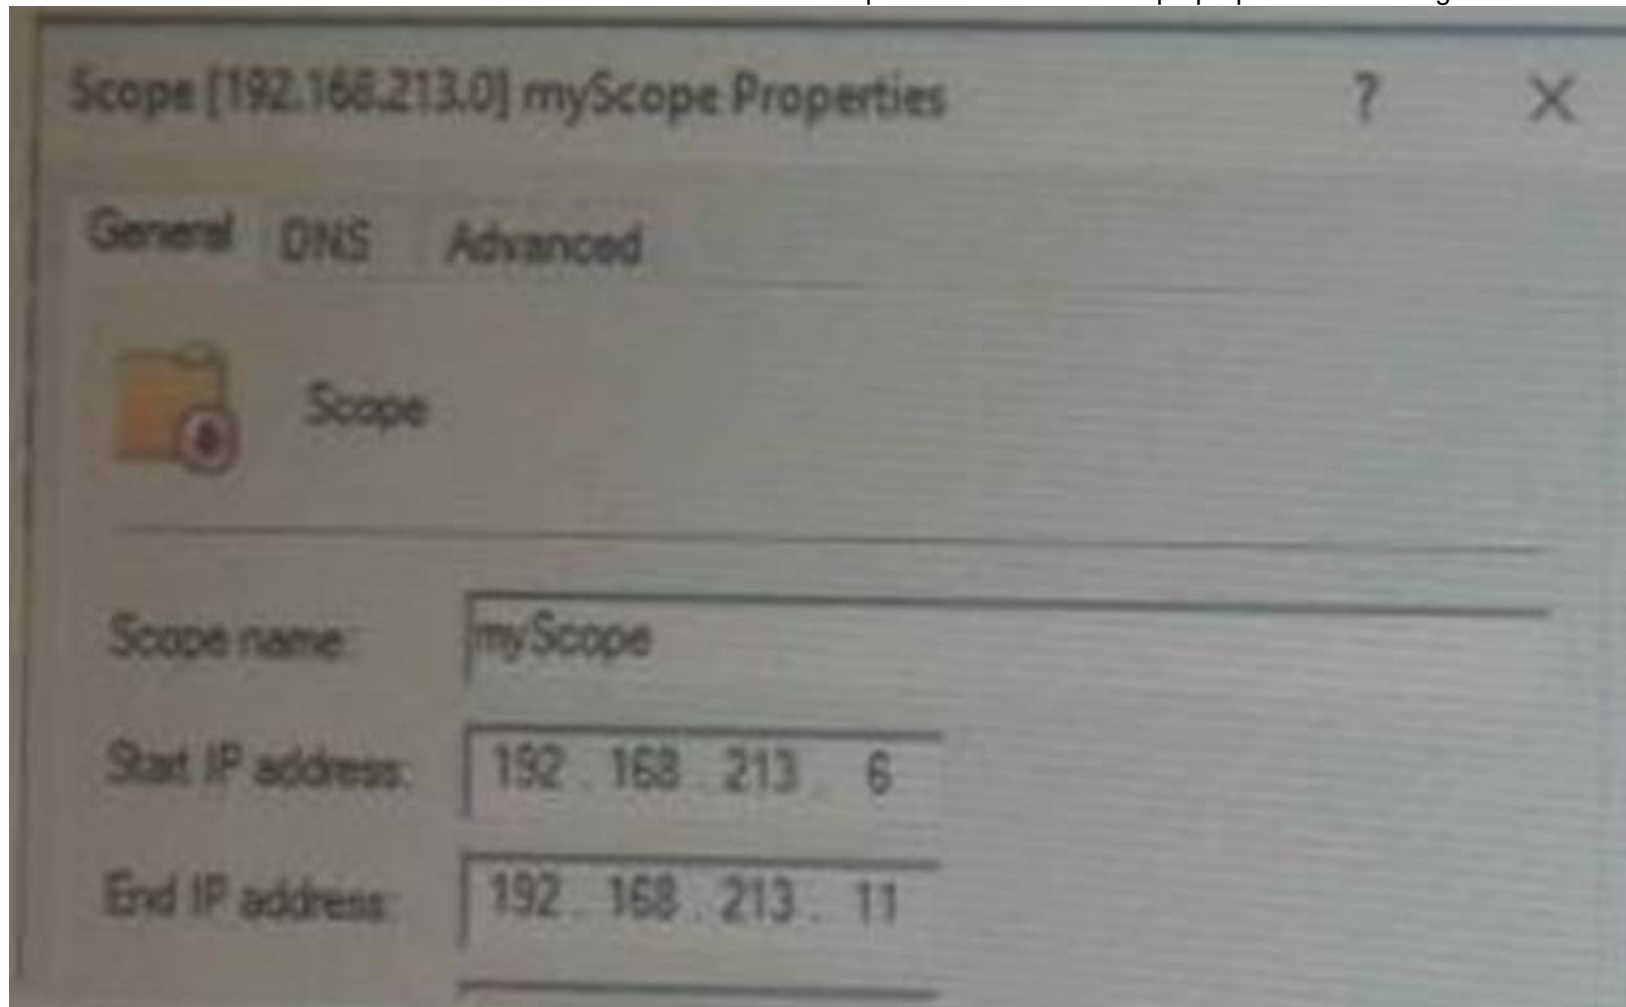 Scope [192.168.213.0] myScope Properties ? X
General DNS Advanced
Scope
Scope name: myScope
Start IP address: 192 . 168 . 213 . 6
End IP address: 192 . 168 . 213 . 11